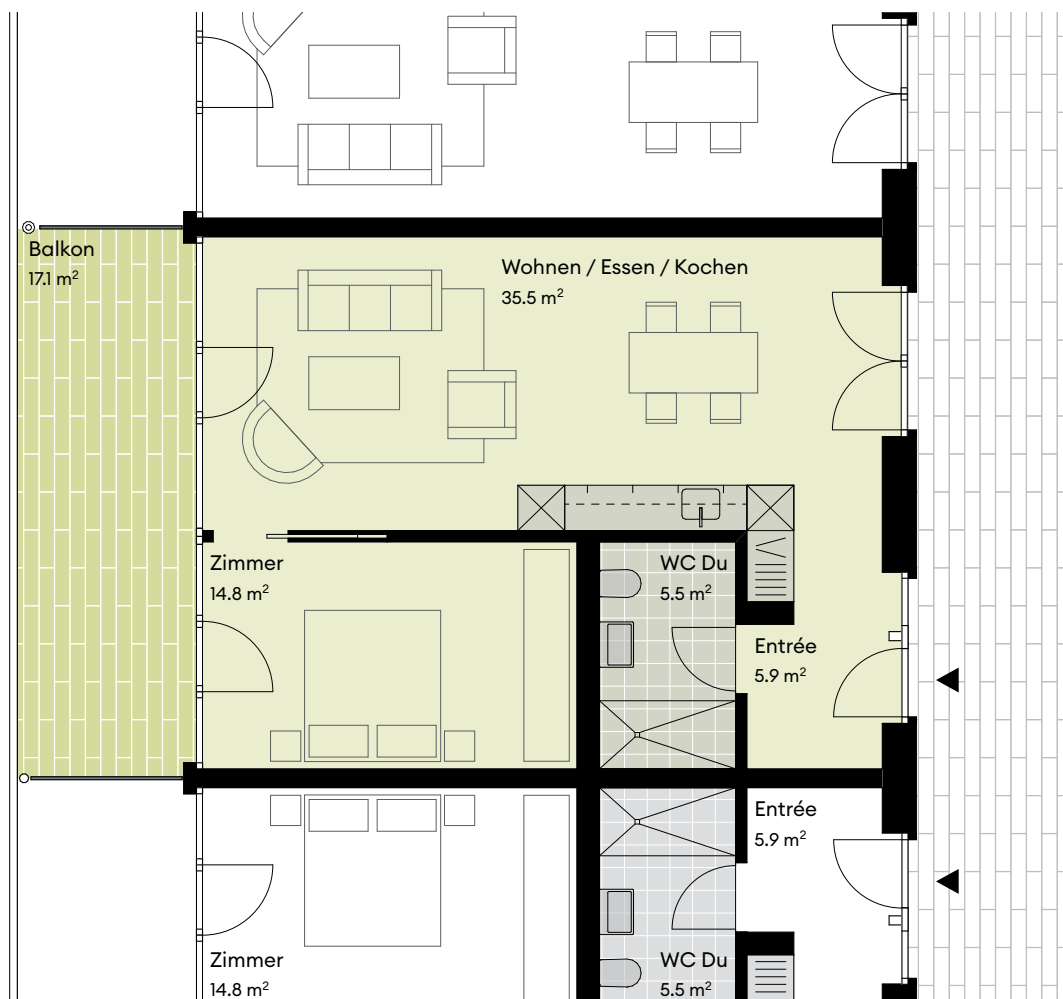 Balkon
17.1 m²
Wohnen / Essen / Kochen
35.5 m²
Zimmer
14.8 m²
WC Du
5.5 m²
Entrée
5.9 m²
Entrée
5.9 m²
Zimmer
14.8 m²
WC Du
5.5 m²